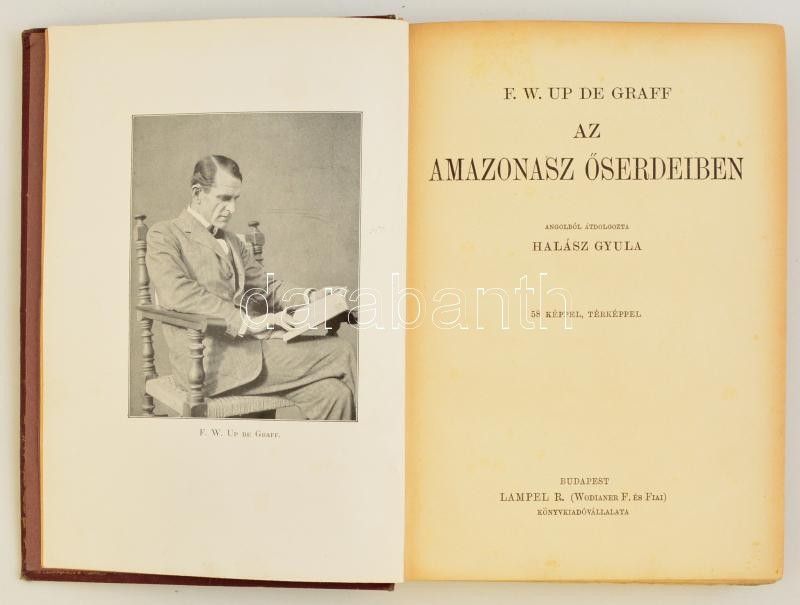 F. W. Up de Graff.
F. W. UP DE GRAFF
AZ
AMAZONASZ ŐSERDEIBEN
ANGOLBÓL ÁTDOLGOZTA
HALÁSZ GYULA
58 KÉPPEL, TÉRKÉPPEL
BUDAPEST
LAMPEL R. (Wodianer F. és Fiai)
KÖNYVKIADÓVÁLLALATA
darabanth